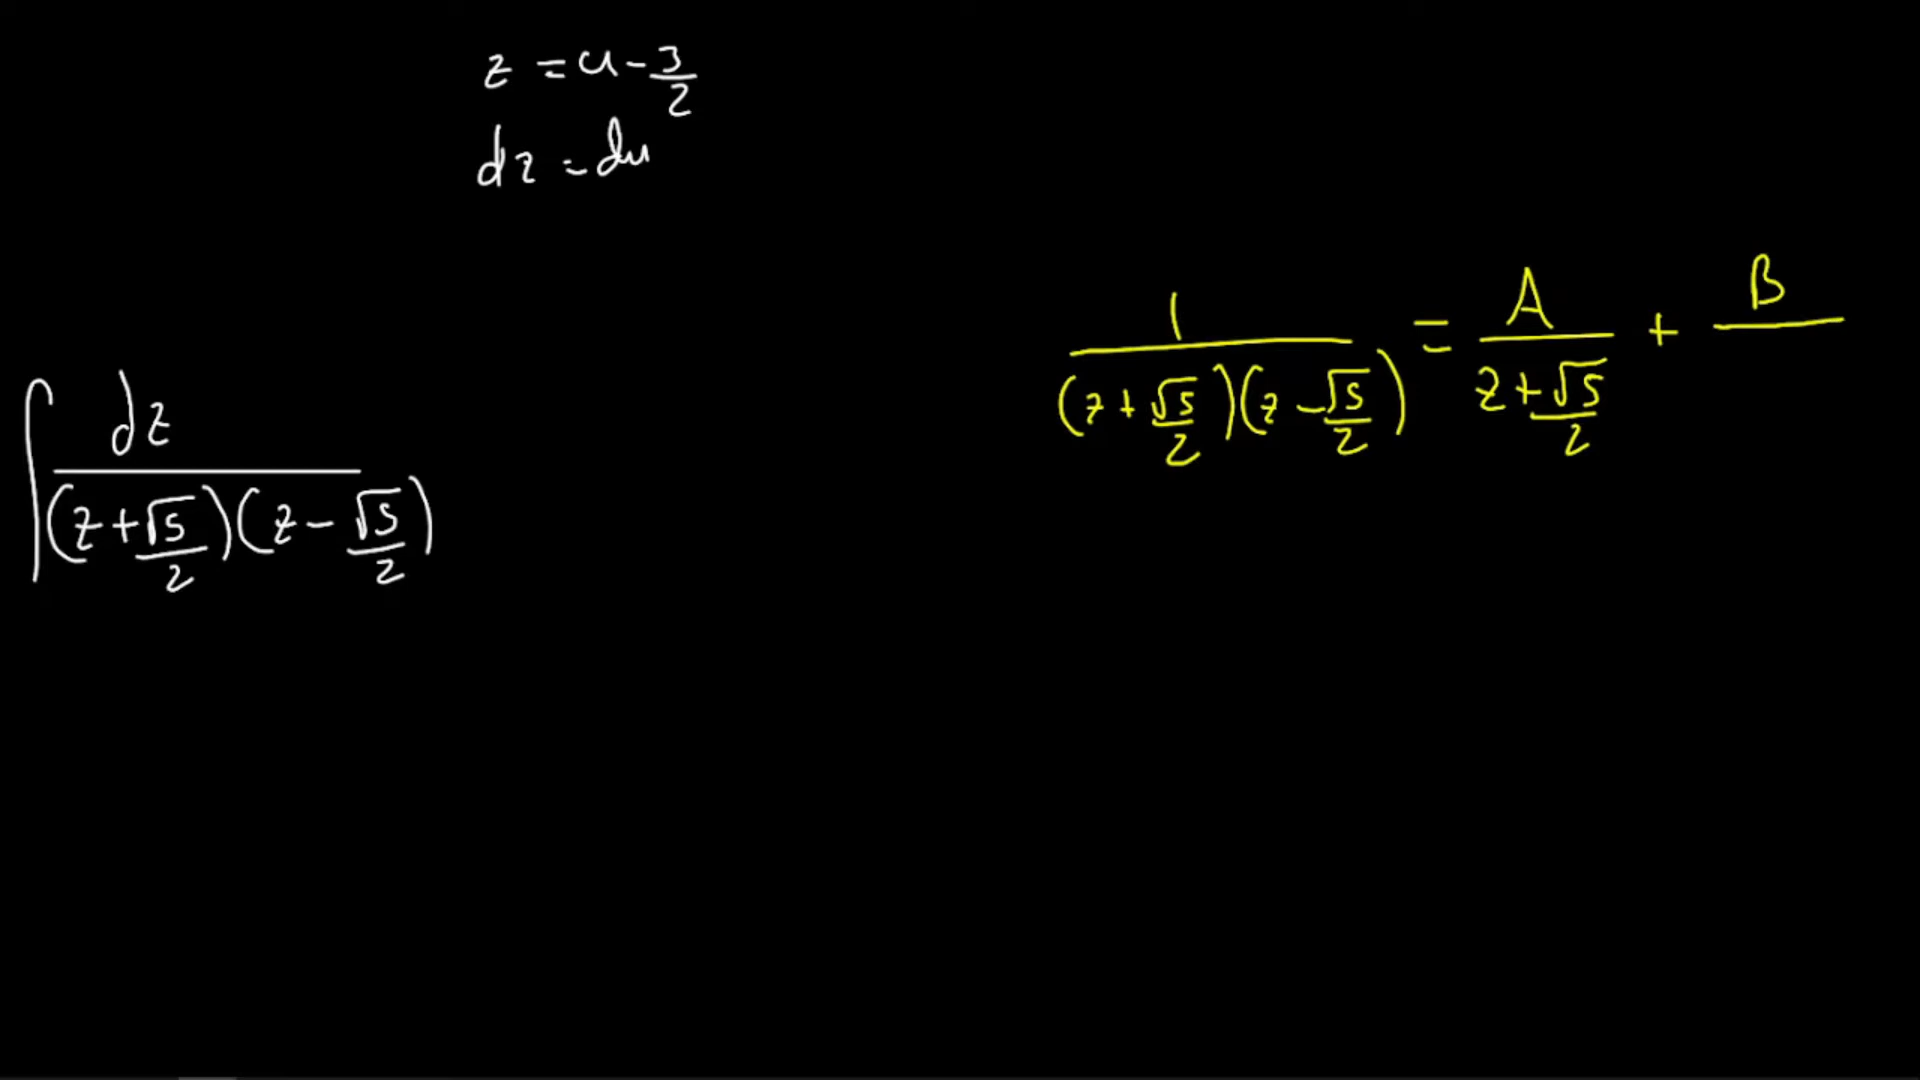 z = u - 3/2
dz = du
1/((z + √5/2)(z - √5/2)) = A/(z + √5/2) + B/
∫ dz/((z + √5/2)(z - √5/2))